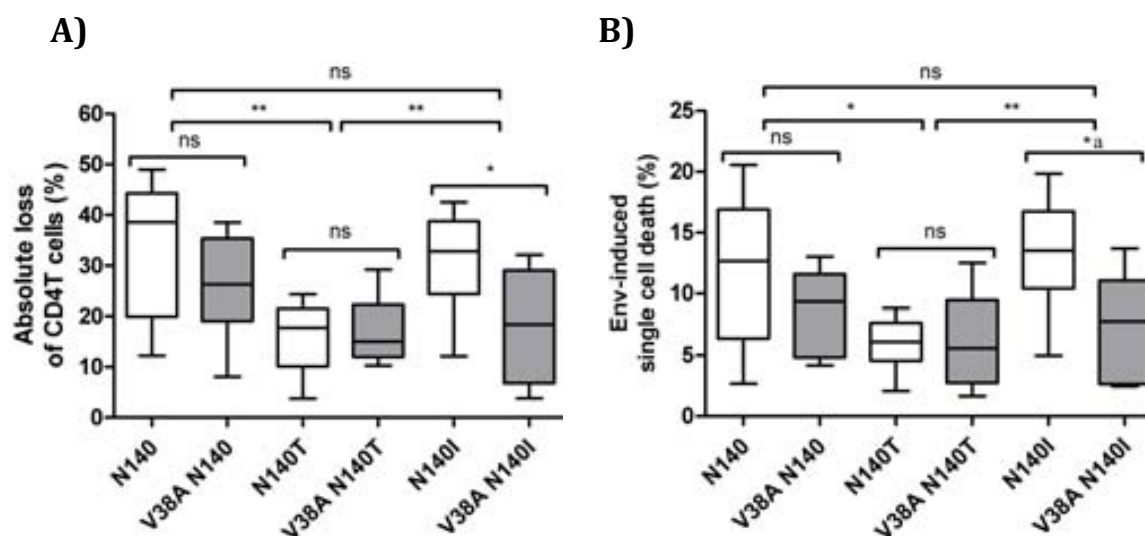 A)
ns
**
**
ns
*
ns
Absolute loss
of CD4T cells (%)
60
50
40
30
20
10
0
N140
V38A N140
N140T
V38A N140T
N140I
V38A N140I
B)
ns
*
**
ns
*a
ns
Env-induced
single cell death (%)
25
20
15
10
5
0
N140
V38A N140
N140T
V38A N140T
N140I
V38A N140I